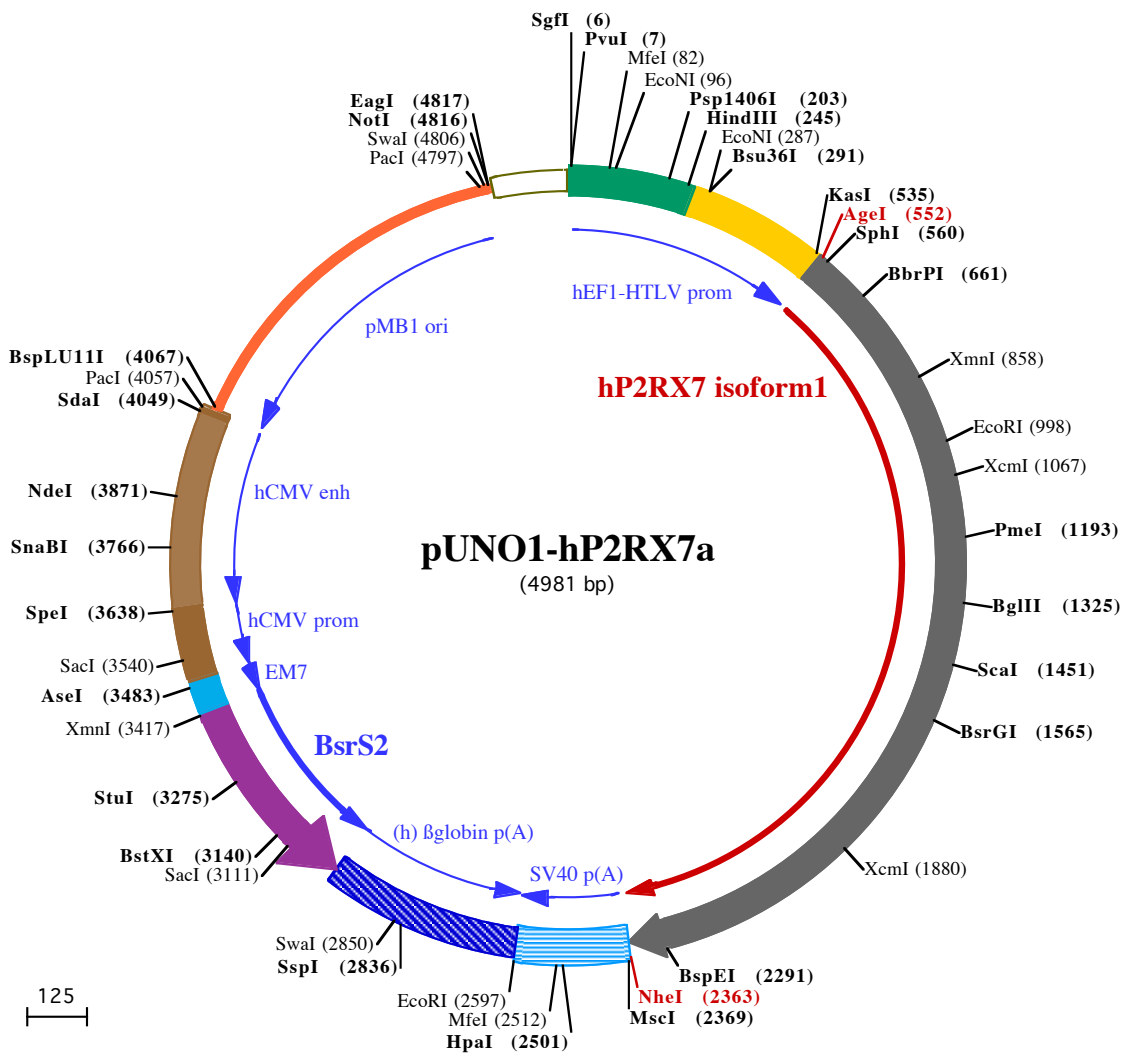 SgfI (6)
PvuI (7)
MfeI (82)
EcoNI (96)
Psp1406I (203)
HindIII (245)
EcoNI (287)
Bsu36I (291)
KasI (535)
AgeI (552)
SphI (560)
BbrPI (661)
XmnI (858)
EcoRI (998)
XcmI (1067)
PmeI (1193)
BglII (1325)
ScaI (1451)
BsrGI (1565)
XcmI (1880)
BspEI (2291)
NheI (2363)
MscI (2369)
HpaI (2501)
MfeI (2512)
EcoRI (2597)
SspI (2836)
SwaI (2850)
SacI (3111)
BstXI (3140)
StuI (3275)
XmnI (3417)
AseI (3483)
SacI (3540)
SpeI (3638)
SnaBI (3766)
NdeI (3871)
SdaI (4049)
PacI (4057)
BspLU11I (4067)
PacI (4797)
SwaI (4806)
NotI (4816)
EagI (4817)
hEF1-HTLV prom
hP2RX7 isoform1
SV40 p(A)
(h) ßglobin p(A)
BsrS2
EM7
hCMV prom
hCMV enh
pMB1 ori
pUNO1-hP2RX7a
(4981 bp)
125